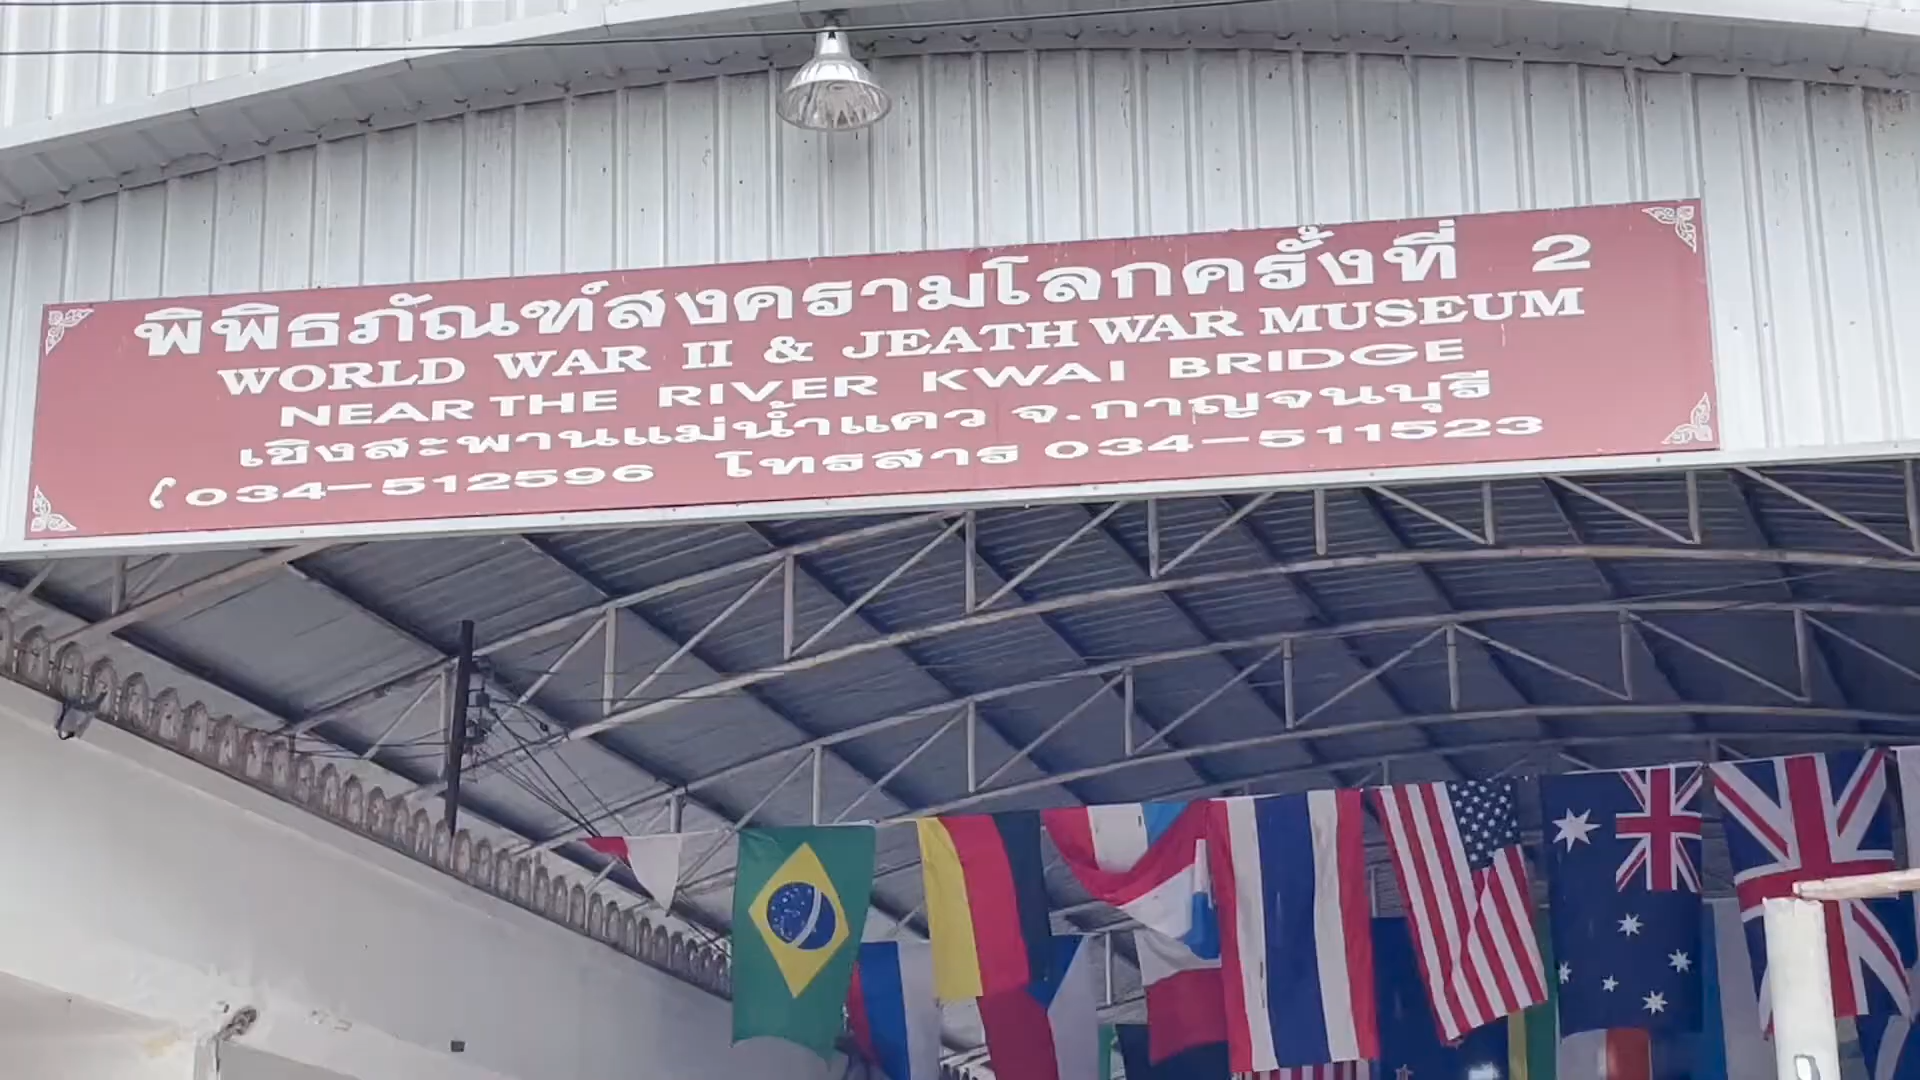 พิพิธภัณฑ์สงครามโลกครั้งที่ 2
WORLD WAR II & JEATH WAR MUSEUM
NEAR THE RIVER KWAI BRIDGE
เชิงสะพานแม่น้ำแคว จ.กาญจนบุรี
034-512596 โทรสาร 034-511523